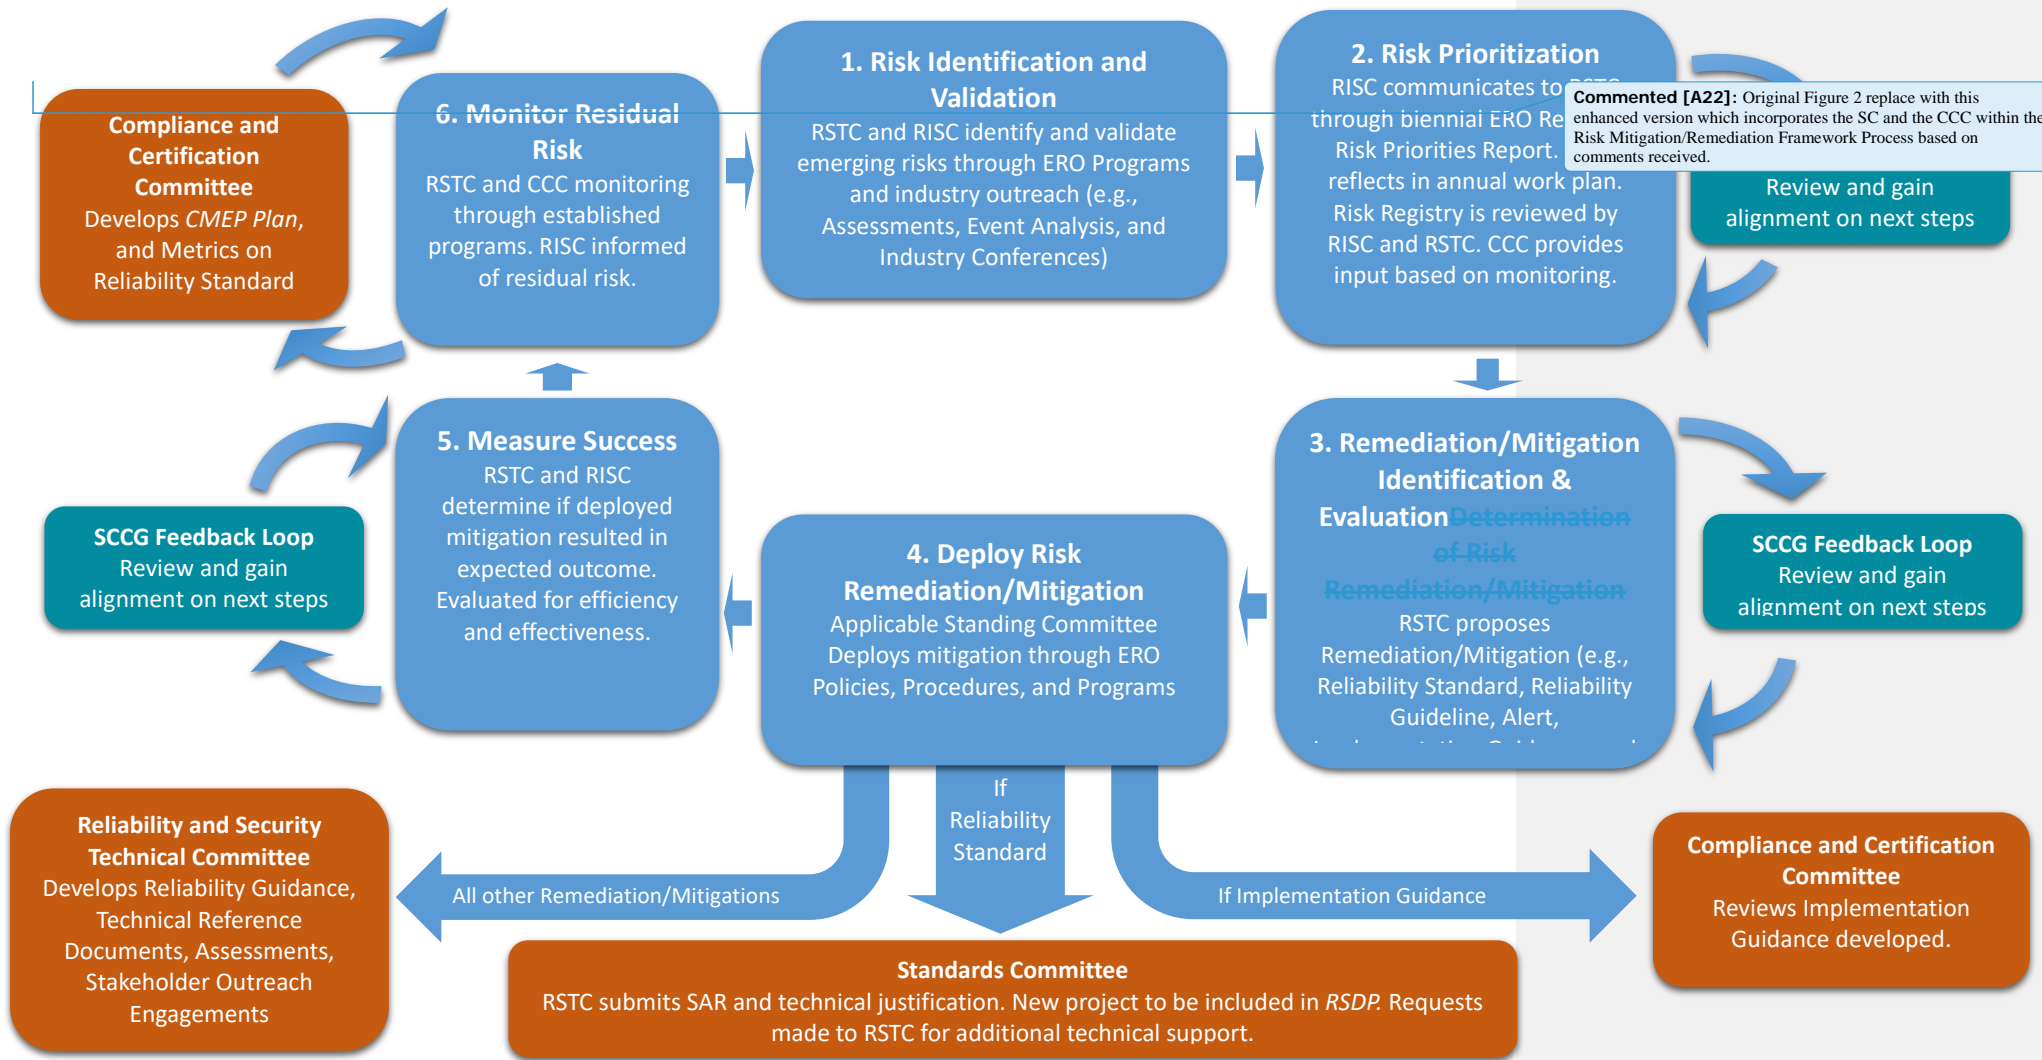 1. Risk Identification and
Validation
RSTC and RISC identify and validate
emerging risks through ERO Programs
and industry outreach (e.g.,
Assessments, Event Analysis, and
Industry Conferences)
2. Risk Prioritization
RISC communicates to RSTC
through biennial ERO Re
Risk Priorities Report.
reflects in annual work plan.
Risk Registry is reviewed by
RISC and RSTC. CCC provides
input based on monitoring.
Commented [A22]: Original Figure 2 replace with this
enhanced version which incorporates the SC and the CCC within the
Risk Mitigation/Remediation Framework Process based on
comments received.
Review and gain
alignment on next steps
6. Monitor Residual
Risk
RSTC and CCC monitoring
through established
programs. RISC informed
of residual risk.
Compliance and
Certification
Committee
Develops CMEP Plan,
and Metrics on
Reliability Standard
5. Measure Success
RSTC and RISC
determine if deployed
mitigation resulted in
expected outcome.
Evaluated for efficiency
and effectiveness.
SCCG Feedback Loop
Review and gain
alignment on next steps
4. Deploy Risk
Remediation/Mitigation
Applicable Standing Committee
Deploys mitigation through ERO
Policies, Procedures, and Programs
3. Remediation/Mitigation
Identification &
EvaluationDetermination
of Risk
Remediation/Mitigation
RSTC proposes
Remediation/Mitigation (e.g.,
Reliability Standard, Reliability
Guideline, Alert,
SCCG Feedback Loop
Review and gain
alignment on next steps
If
Reliability
Standard
All other Remediation/Mitigations
If Implementation Guidance
Reliability and Security
Technical Committee
Develops Reliability Guidance,
Technical Reference
Documents, Assessments,
Stakeholder Outreach
Engagements
Standards Committee
RSTC submits SAR and technical justification. New project to be included in RSDP. Requests
made to RSTC for additional technical support.
Compliance and Certification
Committee
Reviews Implementation
Guidance developed.